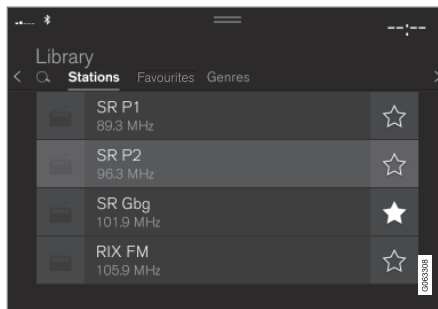 --:--
Library
Stations Favourites Genres
SR P1
89.3 MHz
SR P2
96.3 MHz
SR Gbg
101.9 MHz
RIX FM
105.9 MHz
G063308